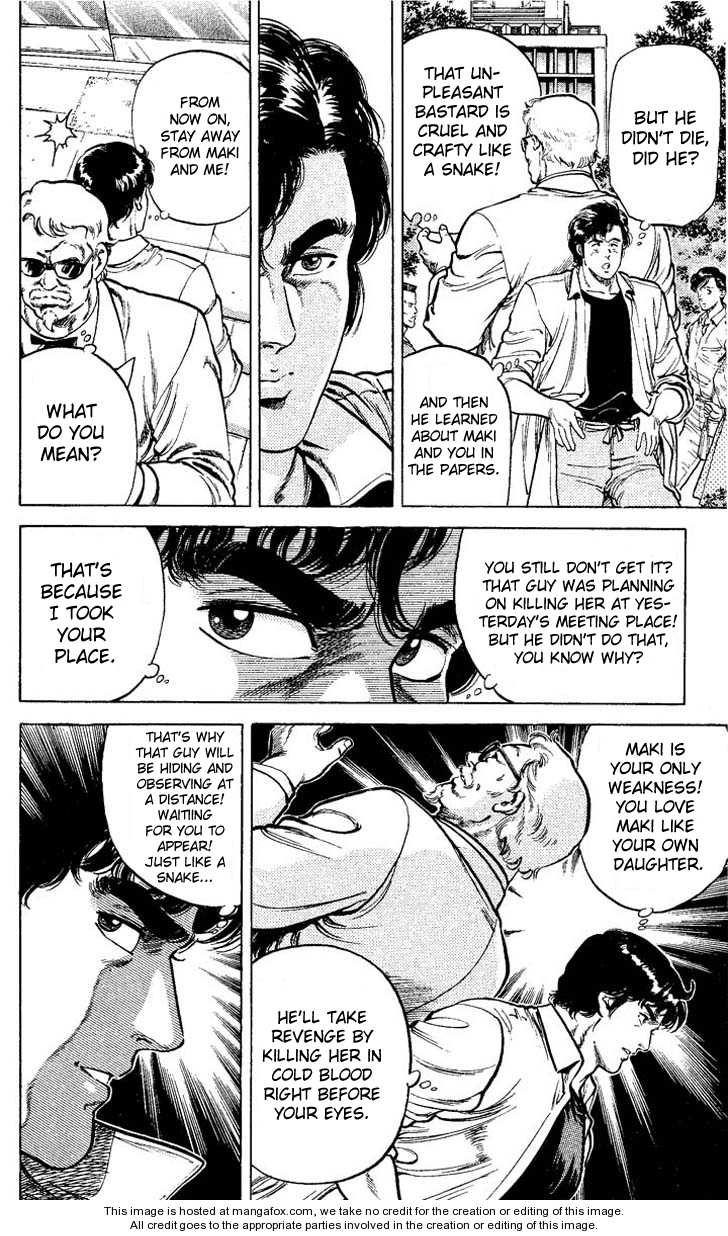 BUT HE
DIDN'T DIE,
DID HE?
THAT UN-
PLEASANT
BASTARD IS
CRUEL AND
CRAFTY LIKE
A SNAKE!
AND THEN
HE LEARNED
ABOUT MAKI
AND YOU IN
THE PAPERS.
FROM
NOW ON,
STAY AWAY
FROM MAKI
AND ME!
WHAT
DO YOU
MEAN?
YOU STILL DON'T GET IT?
THAT GUY WAS PLANNING
ON KILLING HER AT YES-
TERDAY'S MEETING PLACE!
BUT HE DIDN'T DO THAT,
YOU KNOW WHY?
THAT'S
BECAUSE
I TOOK
YOUR
PLACE.
MAKI IS
YOUR ONLY
WEAKNESS!
YOU LOVE
MAKI LIKE
YOUR OWN
DAUGHTER.
HE'LL TAKE
REVENGE BY
KILLING HER IN
COLD BLOOD
RIGHT BEFORE
YOUR EYES.
THAT'S WHY
THAT GUY WILL
BE HIDING AND
OBSERVING AT
A DISTANCE!
WAITING
FOR YOU TO
APPEAR!
JUST LIKE A
SNAKE...
This image is hosted at mangafox.com, we take no credit for the creation or editing of this image.
All credit goes to the appropriate parties involved in the creation or editing of this image.